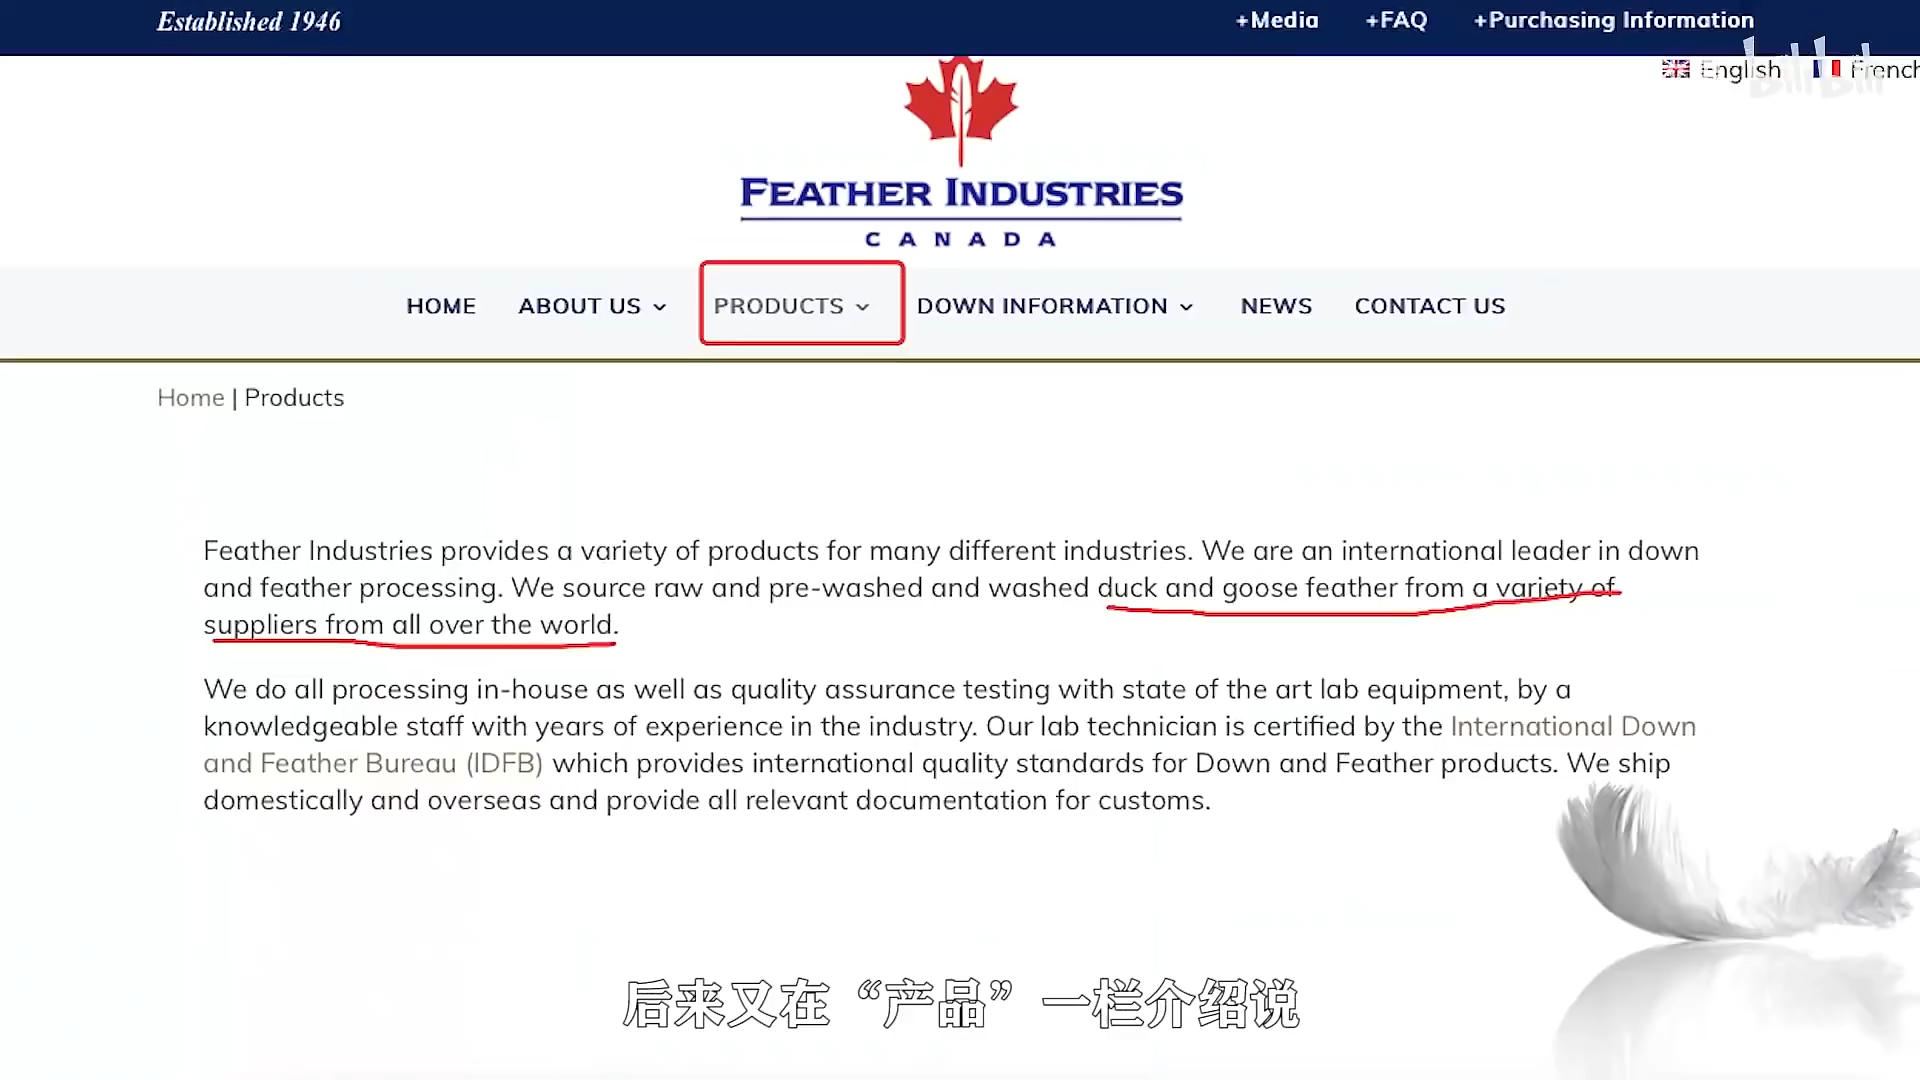 Established 1946
+Media +FAQ +Purchasing Information
English French
bilibili
FEATHER INDUSTRIES
CANADA
HOME ABOUT US PRODUCTS DOWN INFORMATION NEWS CONTACT US
Home | Products
Feather Industries provides a variety of products for many different industries. We are an international leader in down
and feather processing. We source raw and pre-washed and washed duck and goose feather from a variety of
suppliers from all over the world.
We do all processing in-house as well as quality assurance testing with state of the art lab equipment, by a
knowledgeable staff with years of experience in the industry. Our lab technician is certified by the International Down
and Feather Bureau (IDFB) which provides international quality standards for Down and Feather products. We ship
domestically and overseas and provide all relevant documentation for customs.
后来又在“产品”一栏介绍说